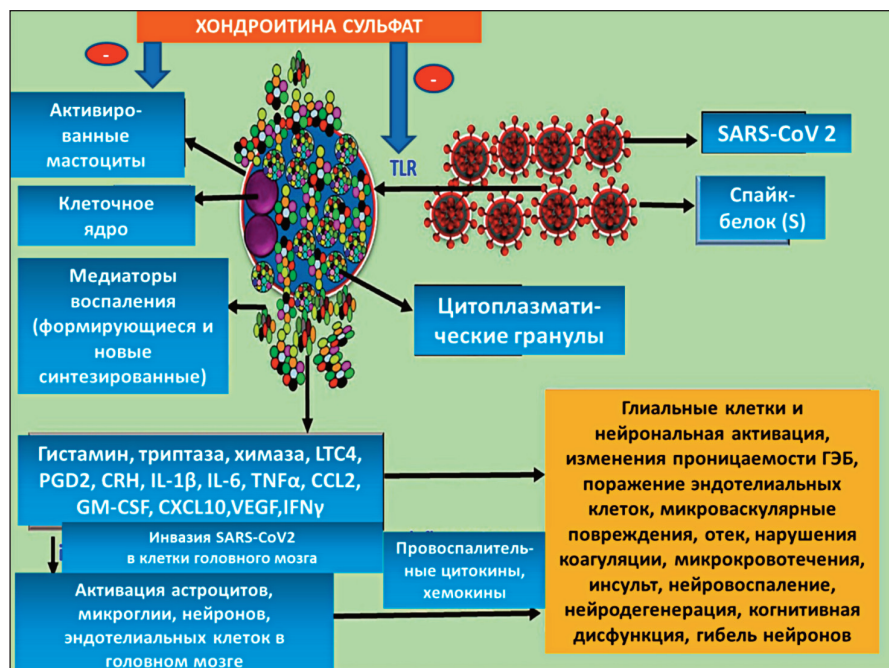 ХОНДРОИТИНА СУЛЬФАТ
-
-
Активиро-
ванные
мастоциты
TLR
SARS-CoV 2
Клеточное
ядро
Спайк-
белок (S)
Медиаторы
воспаления
(формирующиеся и
новые
синтезированные)
Цитоплазмати-
ческие гранулы
Гистамин, триптаза, химаза, LTC4,
PGD2, CRH, IL-1β, IL-6, TNFα, CCL2,
GM-CSF, CXCL10,VEGF,IFNγ
Глиальные клетки и
нейрональная активация,
изменения проницаемости ГЭБ,
поражение эндотелиальных
клеток, микроваскулярные
повреждения, отек, нарушения
коагуляции, микрокровотечения,
инсульт, нейровоспаление,
нейродегенерация, когнитивная
дисфункция, гибель нейронов
Инвазия SARS-CoV2
в клетки головного мозга
Провоспалитель-
ные цитокины,
хемокины
Активация астроцитов,
микроглии, нейронов,
эндотелиальных клеток в
головном мозге